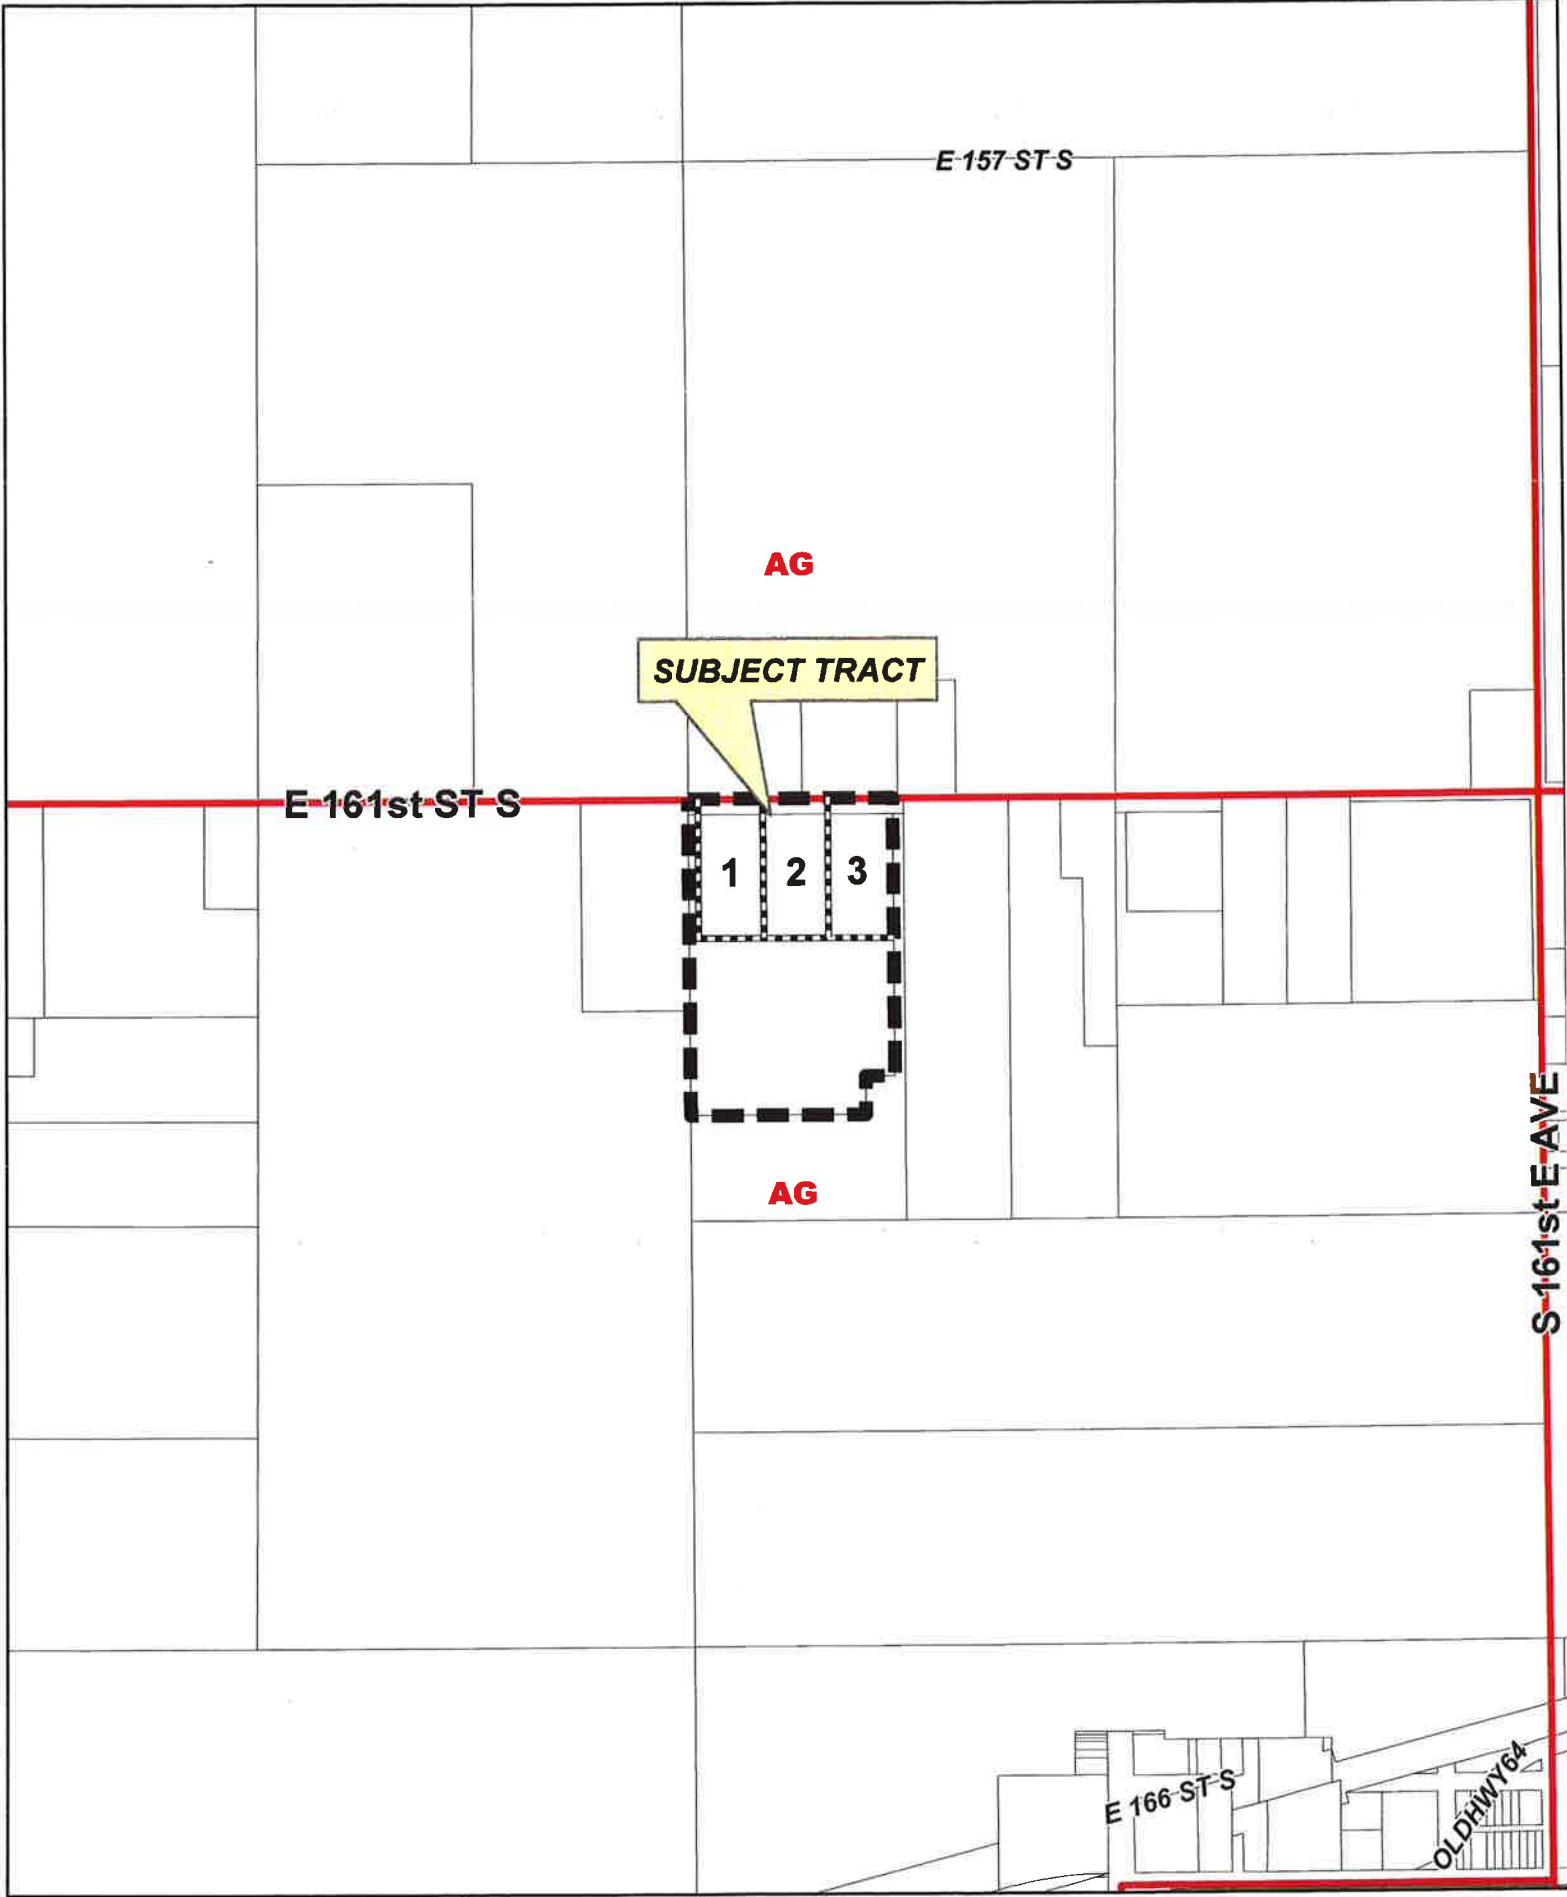 E 157 ST S
AG
SUBJECT TRACT
E 161st ST S
1 2 3
AG
S 161st E AVE
E 166 ST S
OLDHWY64